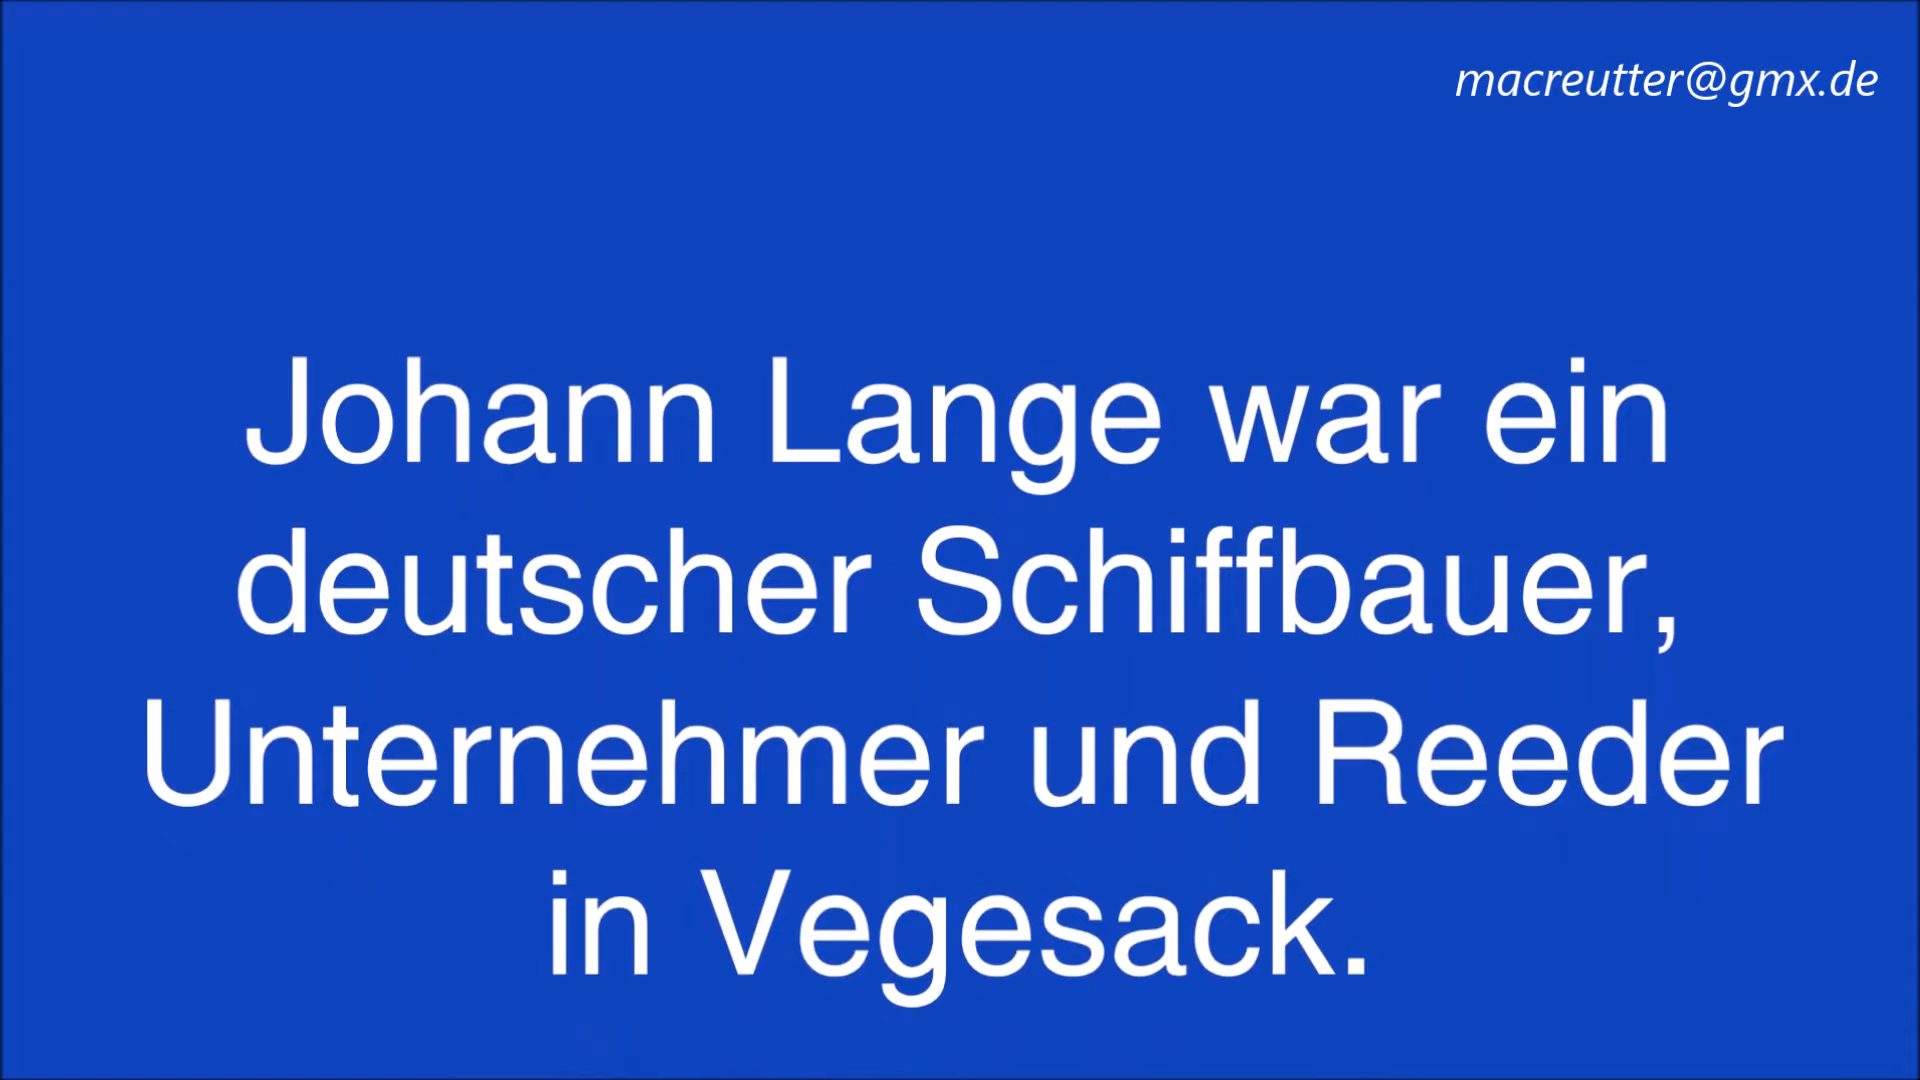 macreutter@gmx.de
Johann Lange war ein
deutscher Schiffbauer,
Unternehmer und Reeder
in Vegesack.